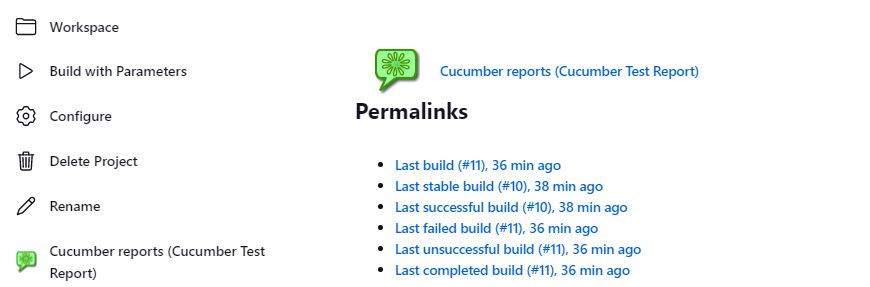 Workspace
Build with Parameters
Configure
Delete Project
Rename
Cucumber reports (Cucumber Test
Report)
Cucumber reports (Cucumber Test Report)
Permalinks
Last build (#11), 36 min ago
Last stable build (#10), 38 min ago
Last successful build (#10), 38 min ago
Last failed build (#11), 36 min ago
Last unsuccessful build (#11), 36 min ago
Last completed build (#11), 36 min ago